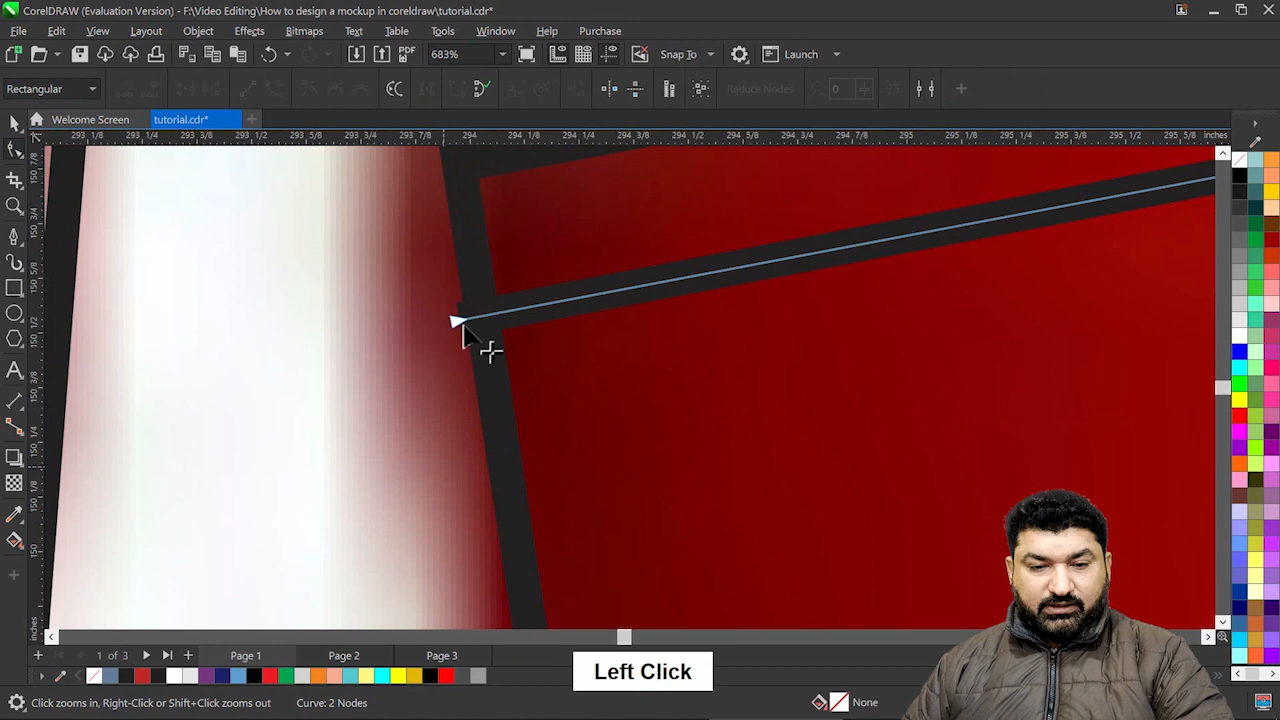 CorelDRAW (Evaluation Version) - F:\Video Editing\How to design a mockup in coreldraw\tutorial.cdr*
File Edit View Layout Object Effects Bitmaps Text Table Tools Window Help Purchase
PDF 683% Snap To Launch
Rectangular Reduce Nodes 0
Welcome Screen tutorial.cdr*
293 1/8 293 1/4 293 3/8 293 1/2 293 5/8 293 3/4 293 7/8 294 294 1/8 294 1/4 294 3/8 294 1/2 294 5/8 294 3/4 294 7/8 295 295 1/8 295 1/4 295 3/8 295 1/2 295 5/8 inches
150 7/8
150 3/4
150 5/8
150 1/2
150 3/8
150 1/4
150
inches
1 of 3 Page 1 Page 2 Page 3
Left Click
Click zooms in, Right-Click or Shift+Click zooms out Curve: 2 Nodes None